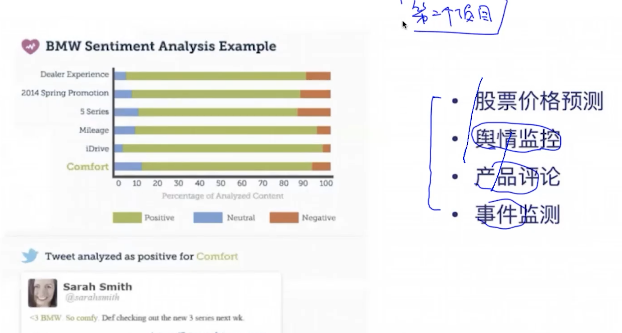 第二个项目
BMW Sentiment Analysis Example
Dealer Experience
2014 Spring Promotion
5 Series
Mileage
iDrive
Comfort
0 10 20 30 40 50 60 70 80 90 100
Percentage of Analyzed Content
Positive Neutral Negative
Tweet analyzed as positive for Comfort
Sarah Smith
@sarahsmith
<3 BMW So comfy. Def checking out the new 3 series next wk.
• 股票价格预测
• 舆情监控
• 产品评论
• 事件监测